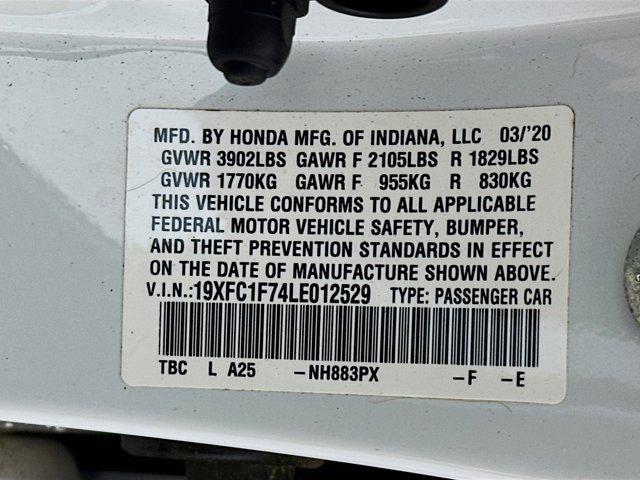 MFD. BY HONDA MFG. OF INDIANA, LLC 03/'20
GVWR 3902LBS GAWR F 2105LBS R 1829LBS
GVWR 1770KG GAWR F 955KG R 830KG
THIS VEHICLE CONFORMS TO ALL APPLICABLE
FEDERAL MOTOR VEHICLE SAFETY, BUMPER,
AND THEFT PREVENTION STANDARDS IN EFFECT
ON THE DATE OF MANUFACTURE SHOWN ABOVE.
V.I.N.:19XFC1F74LE012529 TYPE: PASSENGER CAR
TBC L A25 –NH883PX –F –E